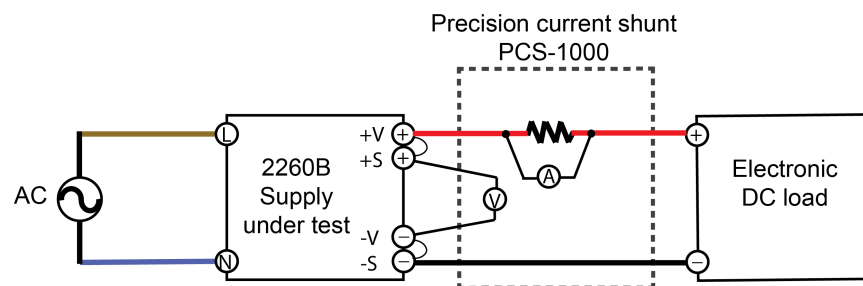 Precision current shunt
PCS-1000
AC
L
N
2260B
Supply
under test
+V
+
+S
+
-V
−
-S
−
V
A
+
−
Electronic
DC load